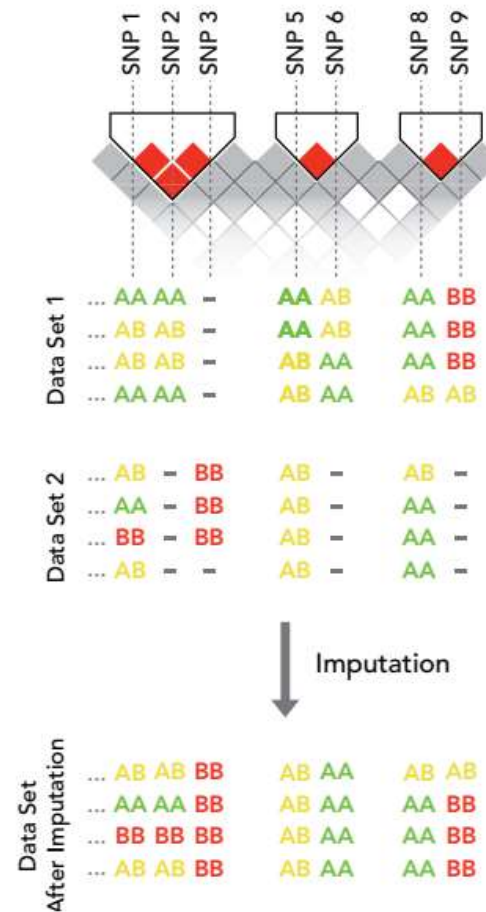 SNP 1 SNP 2 SNP 3 SNP 5 SNP 6 SNP 8 SNP 9
Data Set 1
... AA AA – AA AB AA BB
... AB AB – AA AB AA BB
... AB AB – AB AA AA BB
... AA AA – AB AA AB AB
Data Set 2
... AB – BB AB – AB –
... AA – BB AB – AA –
... BB – BB AB – AA –
... AB – – AB – AA –
Imputation
Data Set
After Imputation
... AB AB BB AB AA AB AB
... AA AA BB AB AA AA BB
... BB BB BB AB AA AA BB
... AB AB BB AB AA AA BB